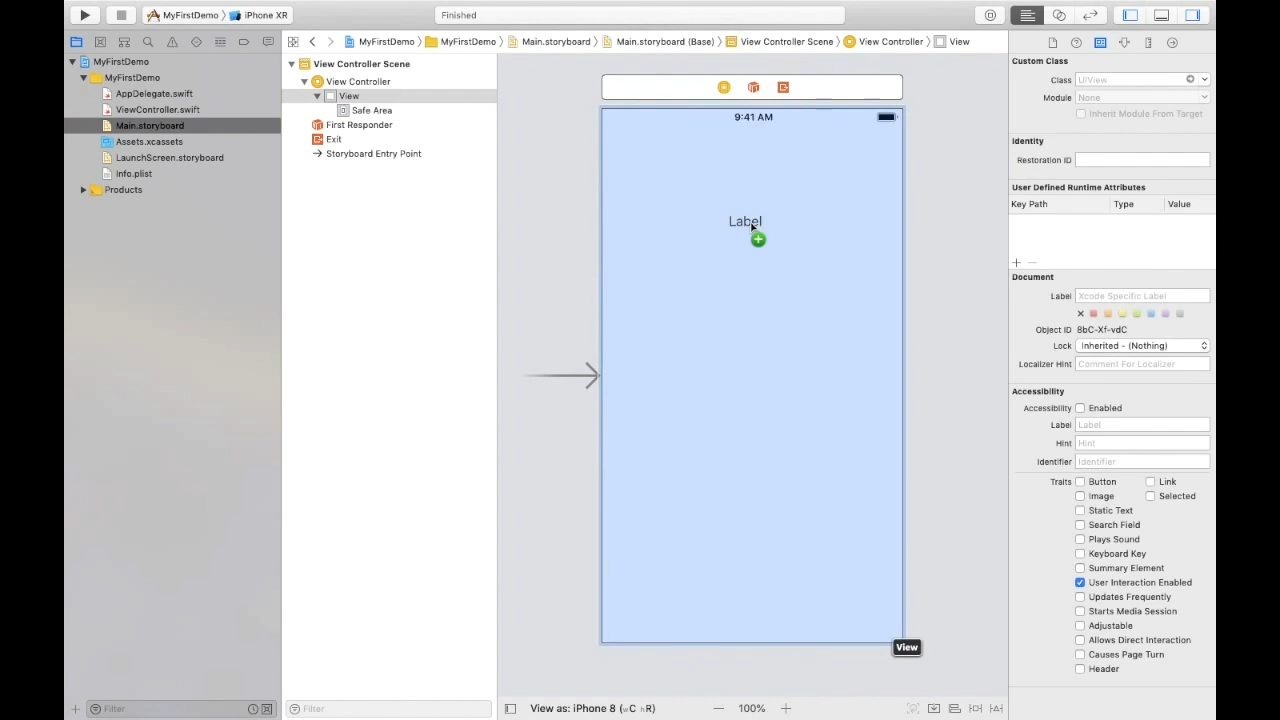 MyFirstDemo
iPhone XR
Finished
MyFirstDemo
MyFirstDemo
Main.storyboard
Main.storyboard (Base)
View Controller Scene
View Controller
View
MyFirstDemo
MyFirstDemo
AppDelegate.swift
ViewController.swift
Main.storyboard
Assets.xcassets
LaunchScreen.storyboard
Info.plist
Products
Filter
View Controller Scene
View Controller
View
Safe Area
First Responder
Exit
Storyboard Entry Point
Filter
9:41 AM
Label
View
View as: iPhone 8 (wC hR)
100%
Custom Class
Class UIView
Module None
Inherit Module From Target
Identity
Restoration ID
User Defined Runtime Attributes
Key Path Type Value
Document
Label Xcode Specific Label
Object ID 8bC-Xf-vdC
Lock Inherited - (Nothing)
Localizer Hint Comment For Localizer
Accessibility
Accessibility Enabled
Label Label
Hint Hint
Identifier Identifier
Traits Button Link
Image Selected
Static Text
Search Field
Plays Sound
Keyboard Key
Summary Element
User Interaction Enabled
Updates Frequently
Starts Media Session
Adjustable
Allows Direct Interaction
Causes Page Turn
Header